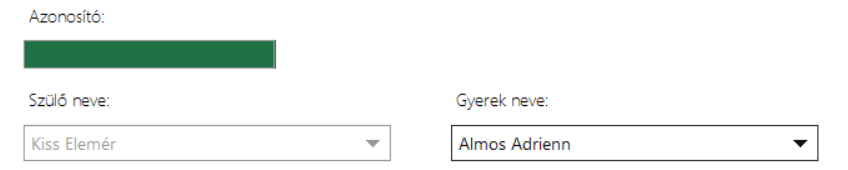 Azonosító:
Szülő neve:
Gyerek neve:
Kiss Elemér
Almos Adrienn